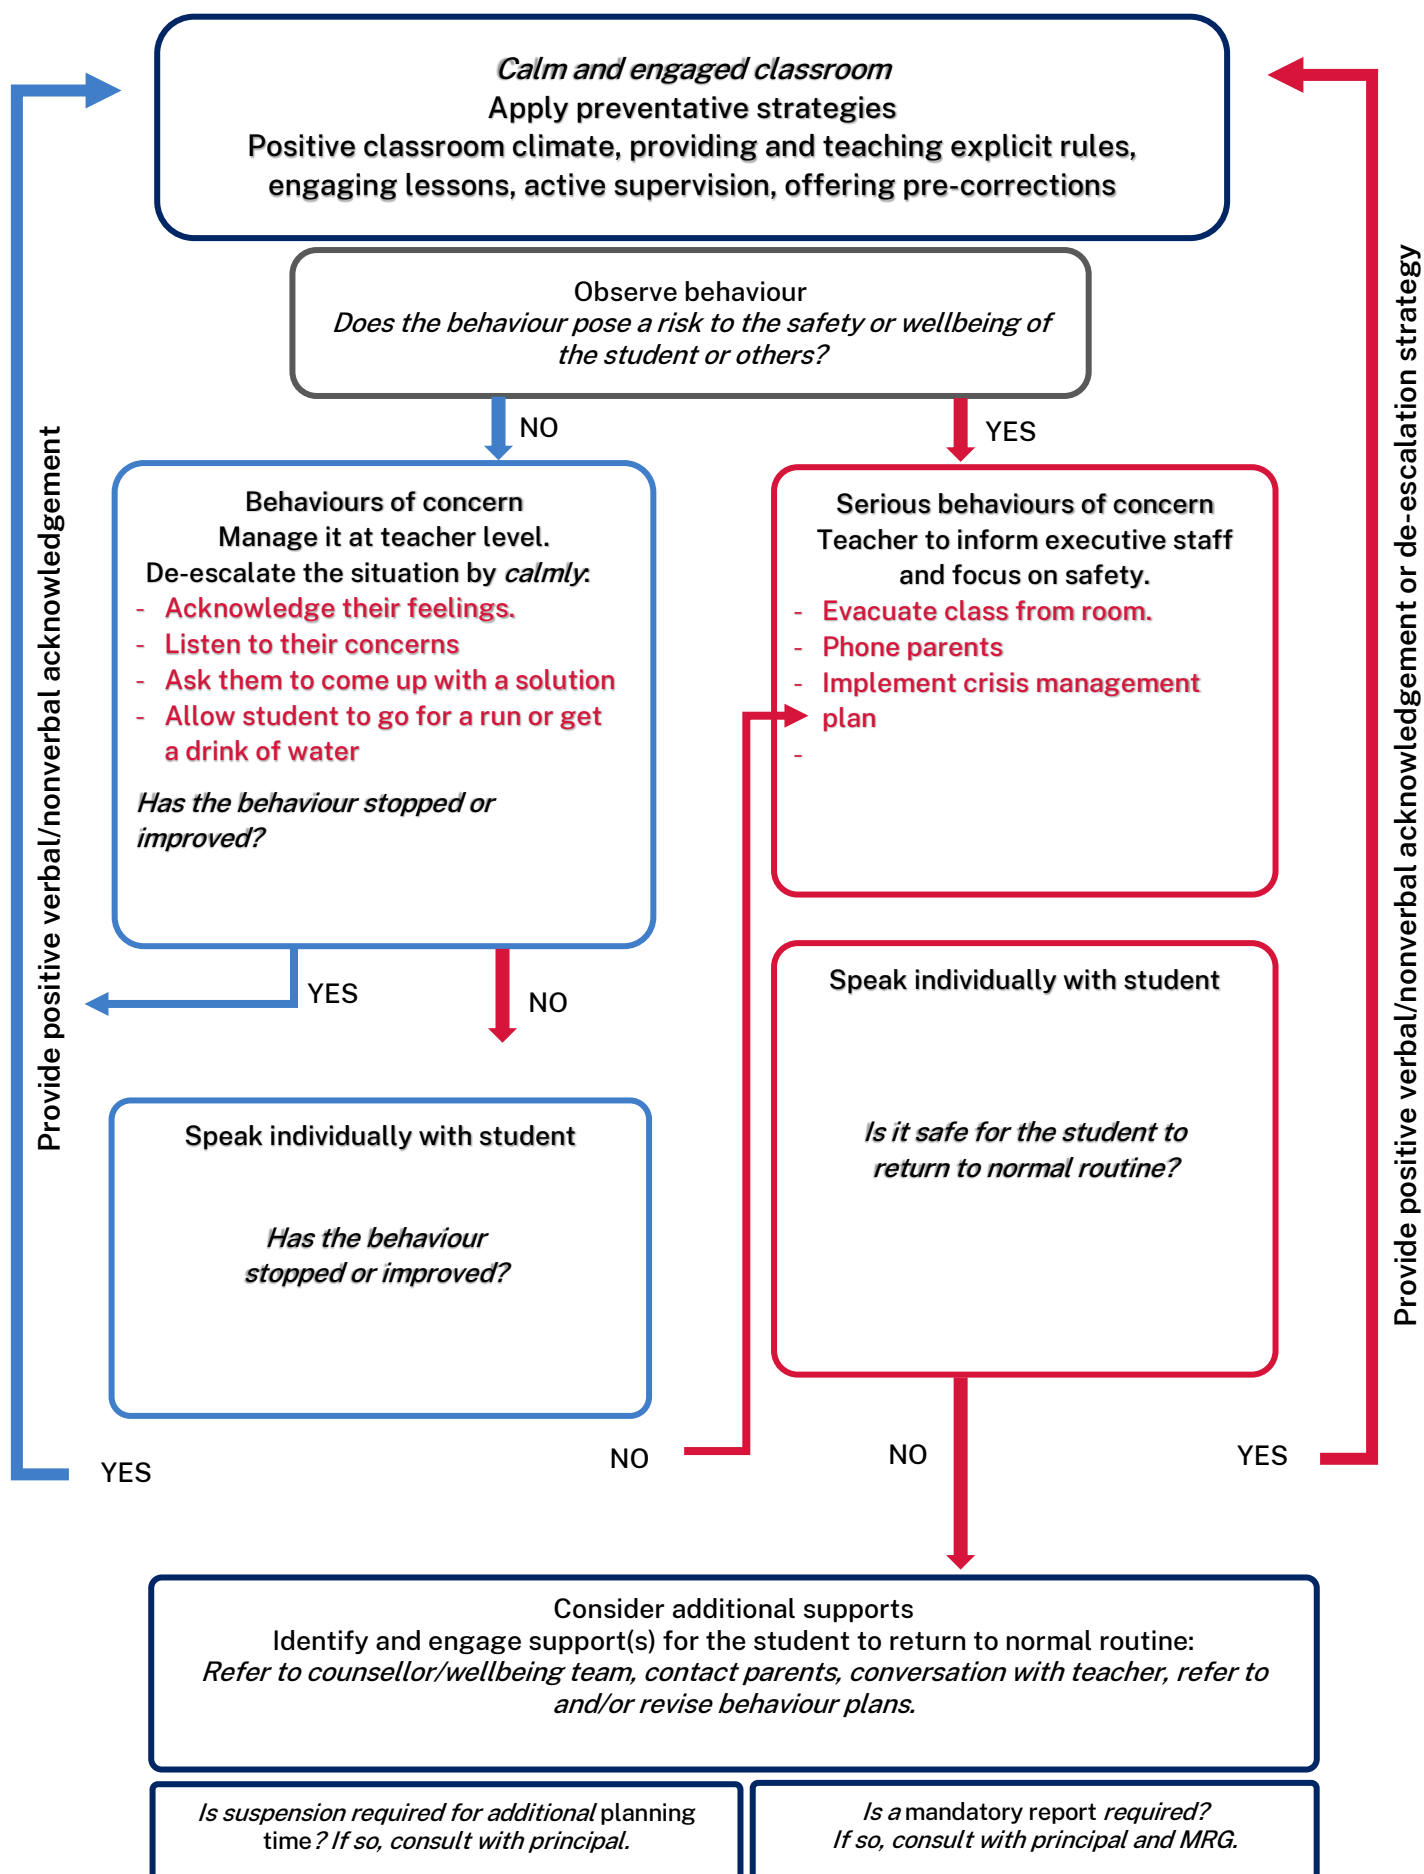 Calm and engaged classroom
Apply preventative strategies
Positive classroom climate, providing and teaching explicit rules,
engaging lessons, active supervision, offering pre-corrections
Observe behaviour
Does the behaviour pose a risk to the safety or wellbeing of
the student or others?
NO
YES
Behaviours of concern
Manage it at teacher level.
De-escalate the situation by calmly:
- Acknowledge their feelings.
- Listen to their concerns
- Ask them to come up with a solution
- Allow student to go for a run or get
a drink of water
Has the behaviour stopped or
improved?
Serious behaviours of concern
Teacher to inform executive staff
and focus on safety.
- Evacuate class from room.
- Phone parents
- Implement crisis management
plan
-
YES
NO
Speak individually with student
Has the behaviour
stopped or improved?
Speak individually with student
Is it safe for the student to
return to normal routine?
YES
NO
NO
YES
Provide positive verbal/nonverbal acknowledgement
Provide positive verbal/nonverbal acknowledgement or de-escalation strategy
Consider additional supports
Identify and engage support(s) for the student to return to normal routine:
Refer to counsellor/wellbeing team, contact parents, conversation with teacher, refer to
and/or revise behaviour plans.
Is suspension required for additional planning
time? If so, consult with principal.
Is a mandatory report required?
If so, consult with principal and MRG.